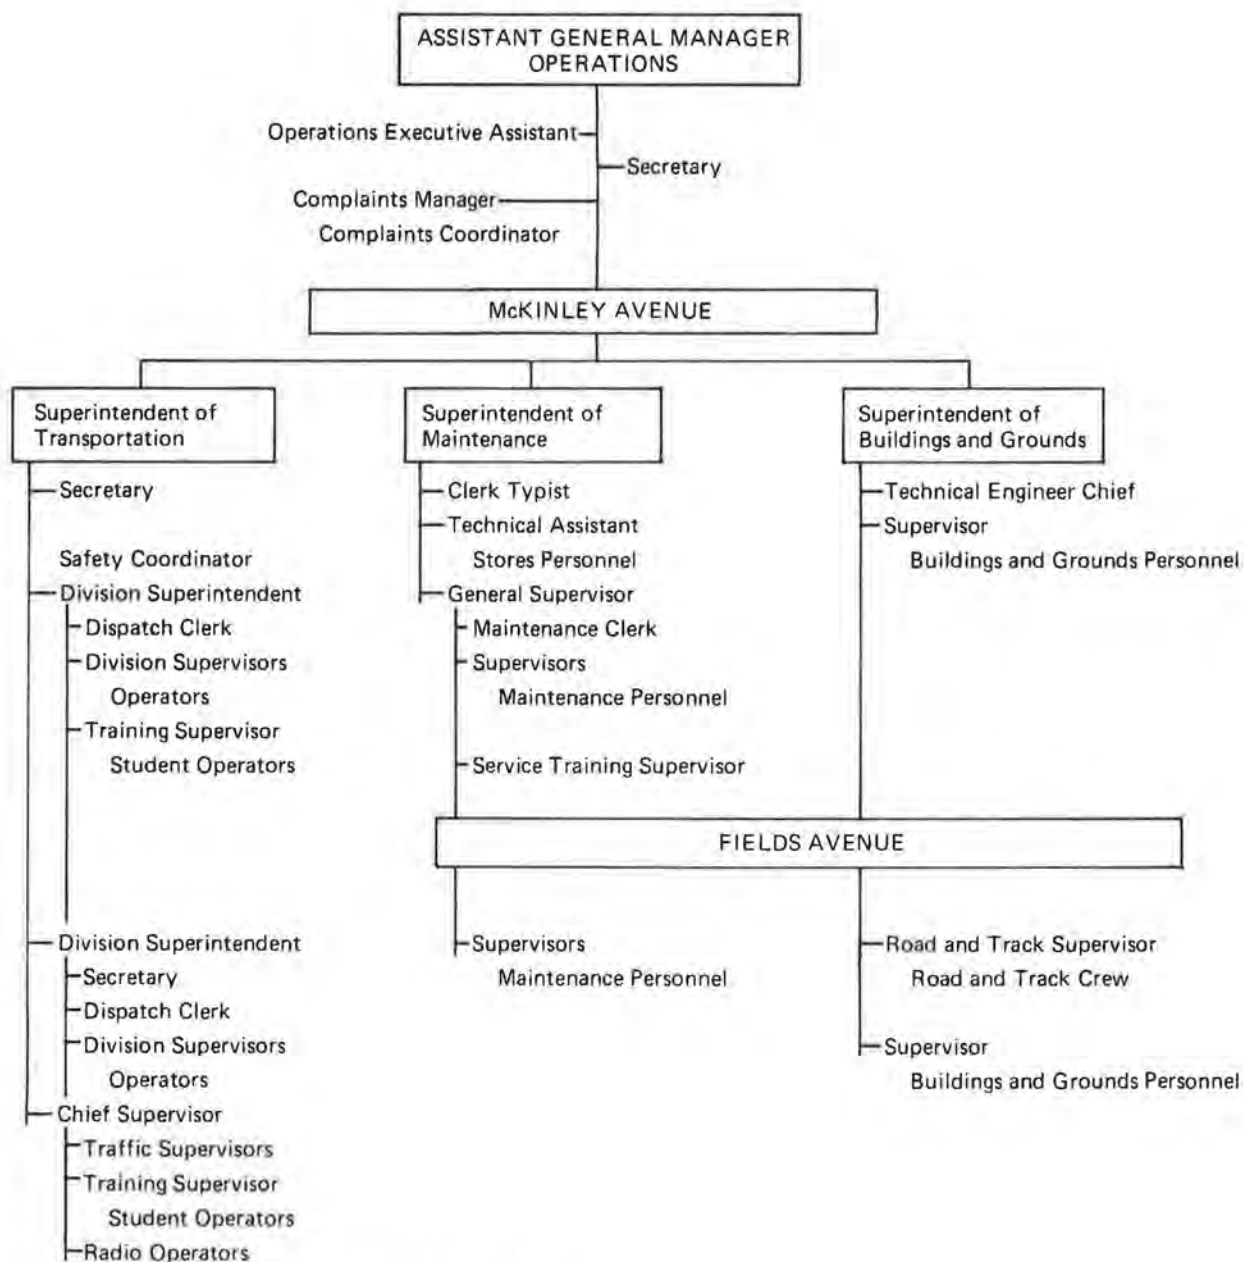 ASSISTANT GENERAL MANAGER
OPERATIONS
Operations Executive Assistant
Secretary
Complaints Manager
Complaints Coordinator
McKINLEY AVENUE
Superintendent of
Transportation
Secretary
Safety Coordinator
Division Superintendent
Dispatch Clerk
Division Supervisors
Operators
Training Supervisor
Student Operators
Division Superintendent
Secretary
Dispatch Clerk
Division Supervisors
Operators
Chief Supervisor
Traffic Supervisors
Training Supervisor
Student Operators
Radio Operators
Superintendent of
Maintenance
Clerk Typist
Technical Assistant
Stores Personnel
General Supervisor
Maintenance Clerk
Supervisors
Maintenance Personnel
Service Training Supervisor
Superintendent of
Buildings and Grounds
Technical Engineer Chief
Supervisor
Buildings and Grounds Personnel
FIELDS AVENUE
Supervisors
Maintenance Personnel
Road and Track Supervisor
Road and Track Crew
Supervisor
Buildings and Grounds Personnel